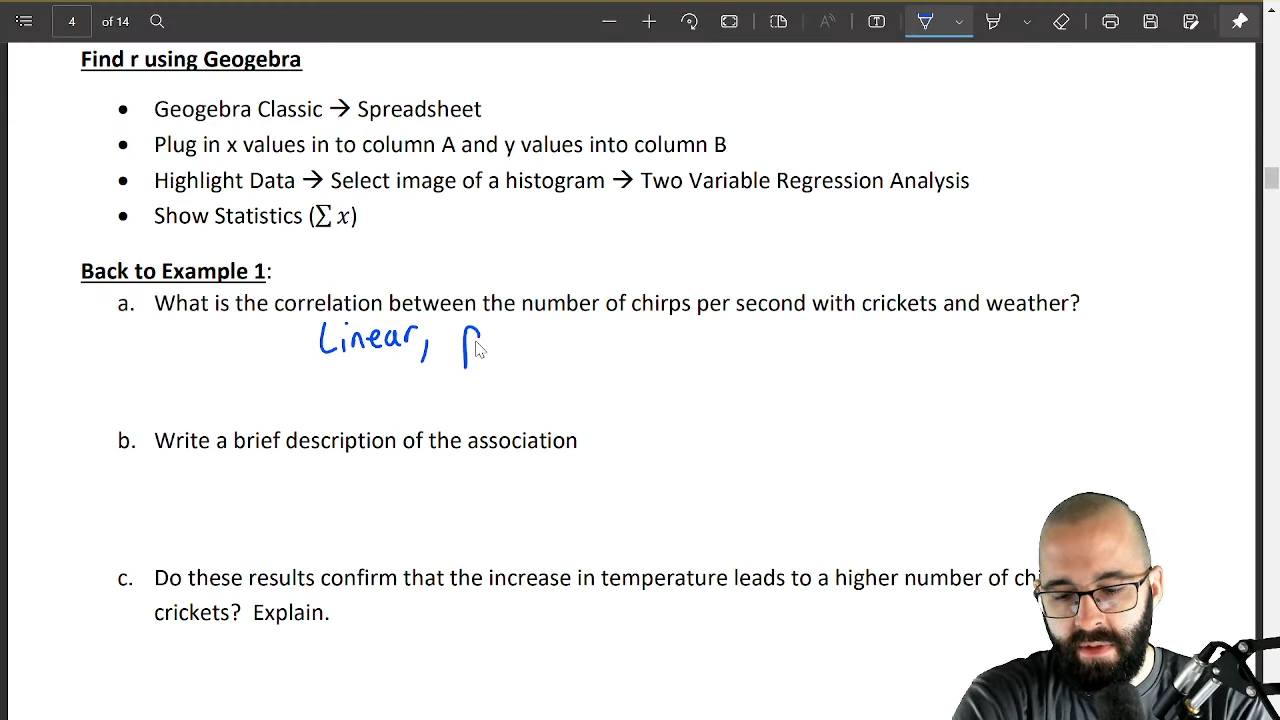 4 of 14
Find r using Geogebra
• Geogebra Classic → Spreadsheet
• Plug in x values in to column A and y values into column B
• Highlight Data → Select image of a histogram → Two Variable Regression Analysis
• Show Statistics (∑ x)
Back to Example 1:
a. What is the correlation between the number of chirps per second with crickets and weather?
Linear, p
b. Write a brief description of the association
c. Do these results confirm that the increase in temperature leads to a higher number of
crickets? Explain.